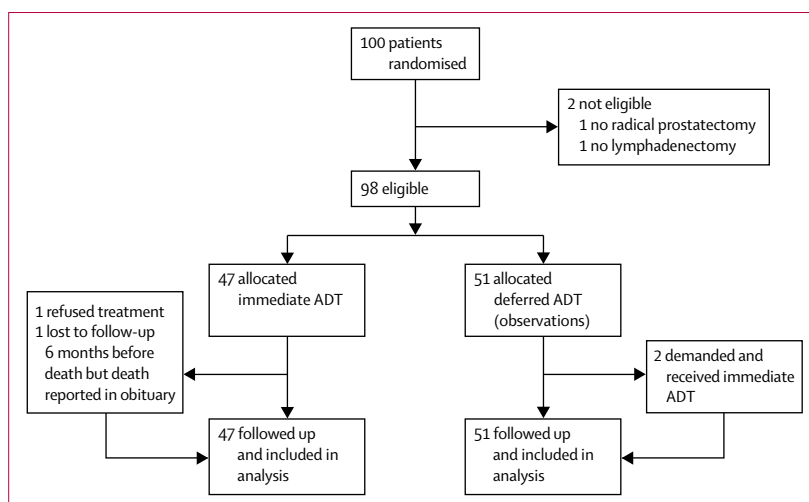 100 patients
randomised
2 not eligible
1 no radical prostatectomy
1 no lymphadenectomy
98 eligible
47 allocated
immediate ADT
51 allocated
deferred ADT
(observations)
1 refused treatment
1 lost to follow-up
6 months before
death but death
reported in obituary
2 demanded and
received immediate
ADT
47 followed up
and included in
analysis
51 followed up
and included in
analysis